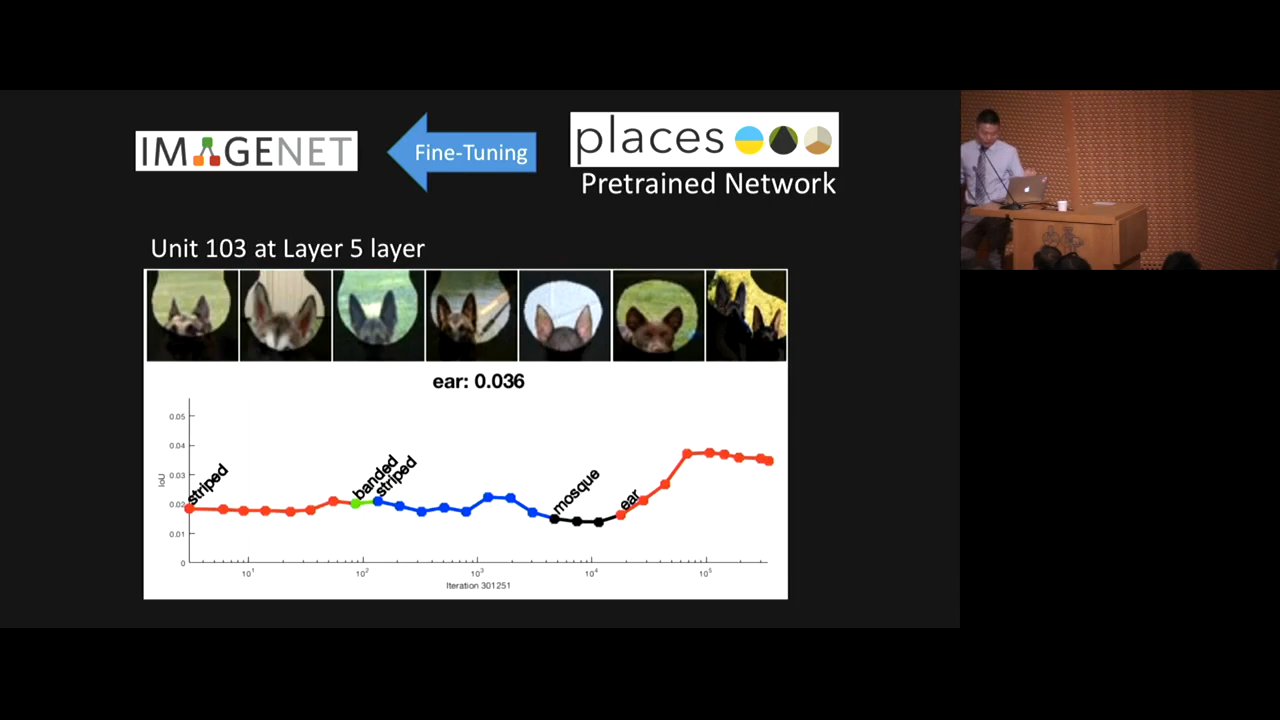 IMAGENET
Fine-Tuning
places
Pretrained Network
Unit 103 at Layer 5 layer
ear: 0.036
IoU
0.05
0.04
0.03
0.02
0.01
0
striped
banded
striped
mosque
ear
10¹
10²
10³
10⁴
10⁵
Iteration 301251